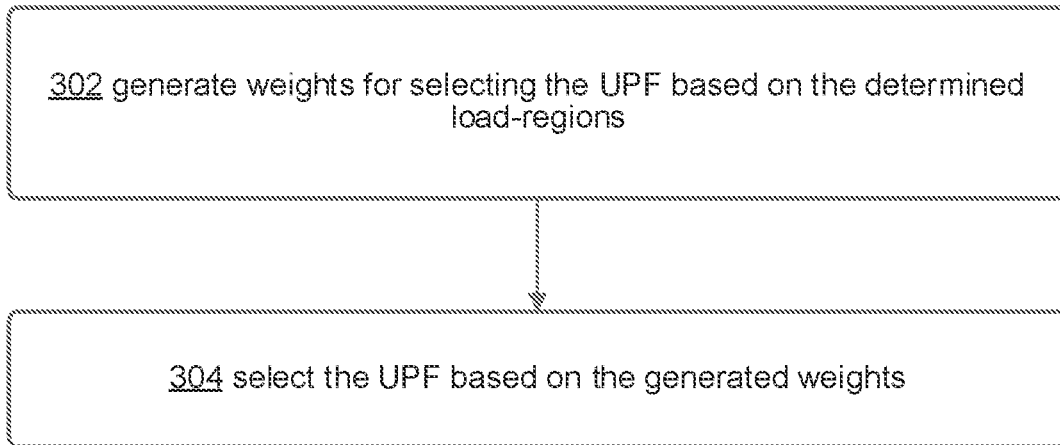 302 generate weights for selecting the UPF based on the determined
load-regions
304 select the UPF based on the generated weights